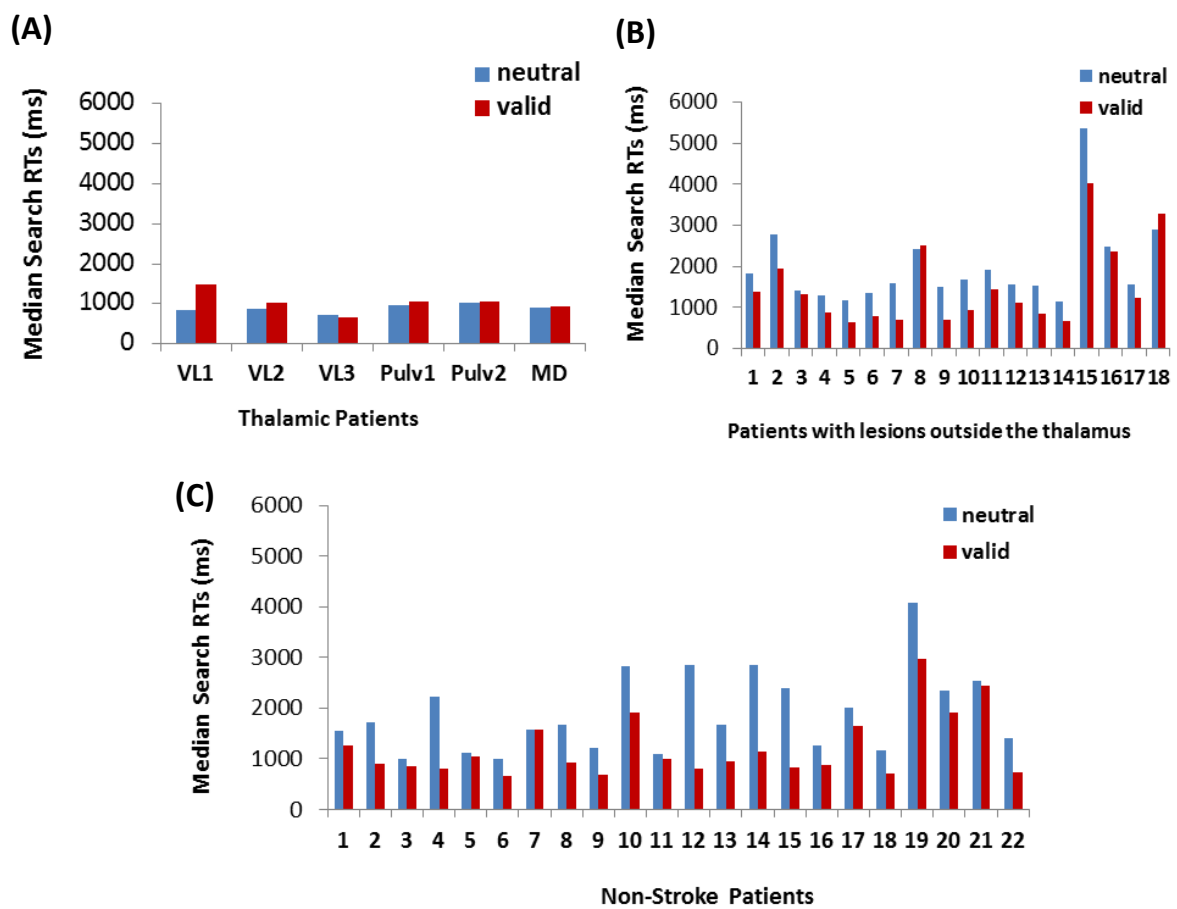 (A)
neutral
valid
Median Search RTs (ms)
6000
5000
4000
3000
2000
1000
0
VL1 VL2 VL3 Pulv1 Pulv2 MD
Thalamic Patients
(B)
neutral
valid
Median Search RTs (ms)
6000
5000
4000
3000
2000
1000
0
1 2 3 4 5 6 7 8 9 10 11 12 13 14 15 16 17 18
Patients with lesions outside the thalamus
(C)
neutral
valid
Median Search RTs (ms)
6000
5000
4000
3000
2000
1000
0
1 2 3 4 5 6 7 8 9 10 11 12 13 14 15 16 17 18 19 20 21 22
Non-Stroke Patients